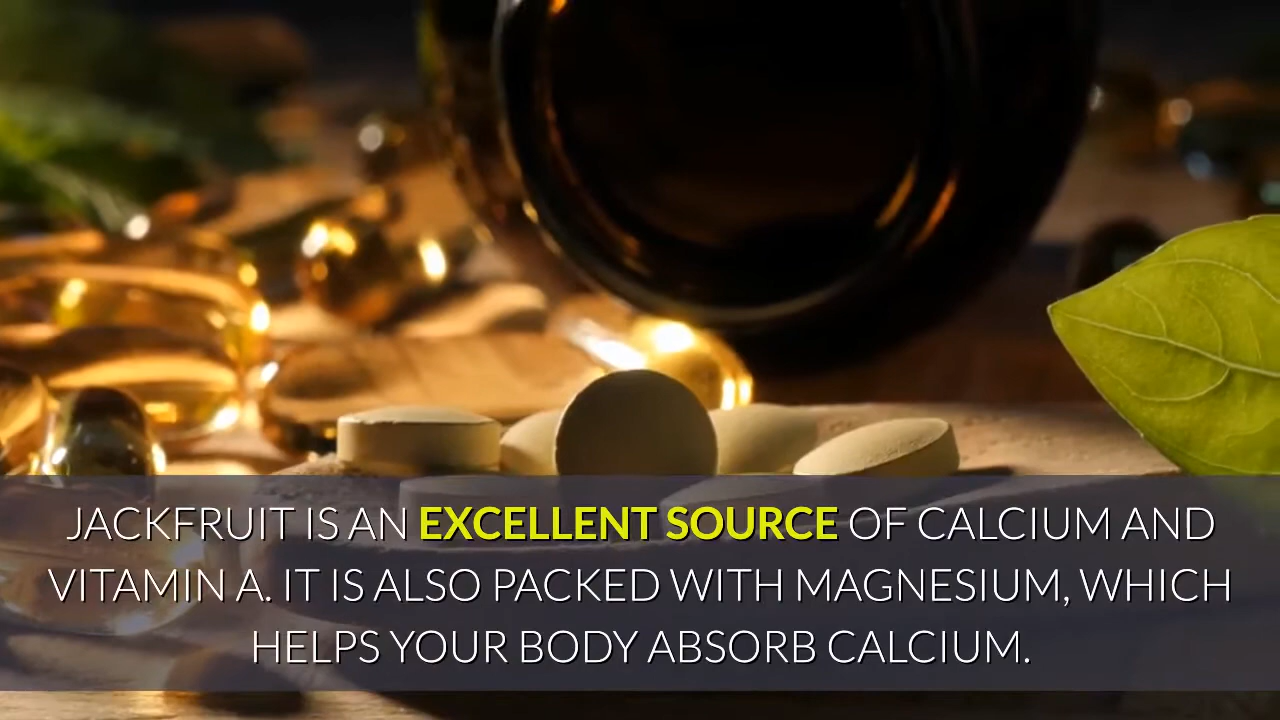 JACKFRUIT IS AN EXCELLENT SOURCE OF CALCIUM AND
VITAMIN A. IT IS ALSO PACKED WITH MAGNESIUM, WHICH
HELPS YOUR BODY ABSORB CALCIUM.